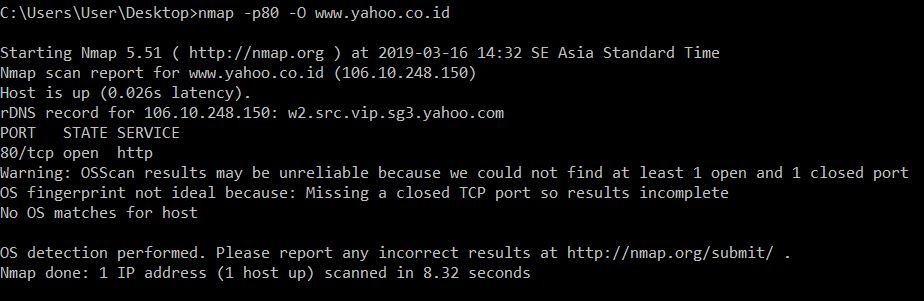 C:\Users\User\Desktop>nmap -p80 -O www.yahoo.co.id
Starting Nmap 5.51 ( http://nmap.org ) at 2019-03-16 14:32 SE Asia Standard Time
Nmap scan report for www.yahoo.co.id (106.10.248.150)
Host is up (0.026s latency).
rDNS record for 106.10.248.150: w2.src.vip.sg3.yahoo.com
PORT   STATE SERVICE
80/tcp open  http
Warning: OSScan results may be unreliable because we could not find at least 1 open and 1 closed port
OS fingerprint not ideal because: Missing a closed TCP port so results incomplete
No OS matches for host
OS detection performed. Please report any incorrect results at http://nmap.org/submit/ .
Nmap done: 1 IP address (1 host up) scanned in 8.32 seconds